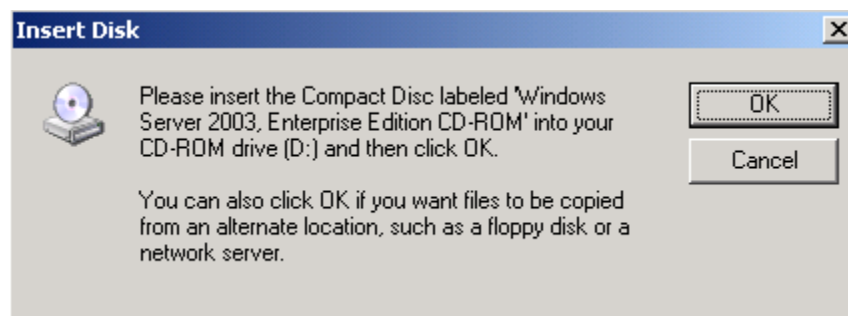 Insert Disk
Please insert the Compact Disc labeled 'Windows
Server 2003, Enterprise Edition CD-ROM' into your
CD-ROM drive (D:) and then click OK.
You can also click OK if you want files to be copied
from an alternate location, such as a floppy disk or a
network server.
OK
Cancel